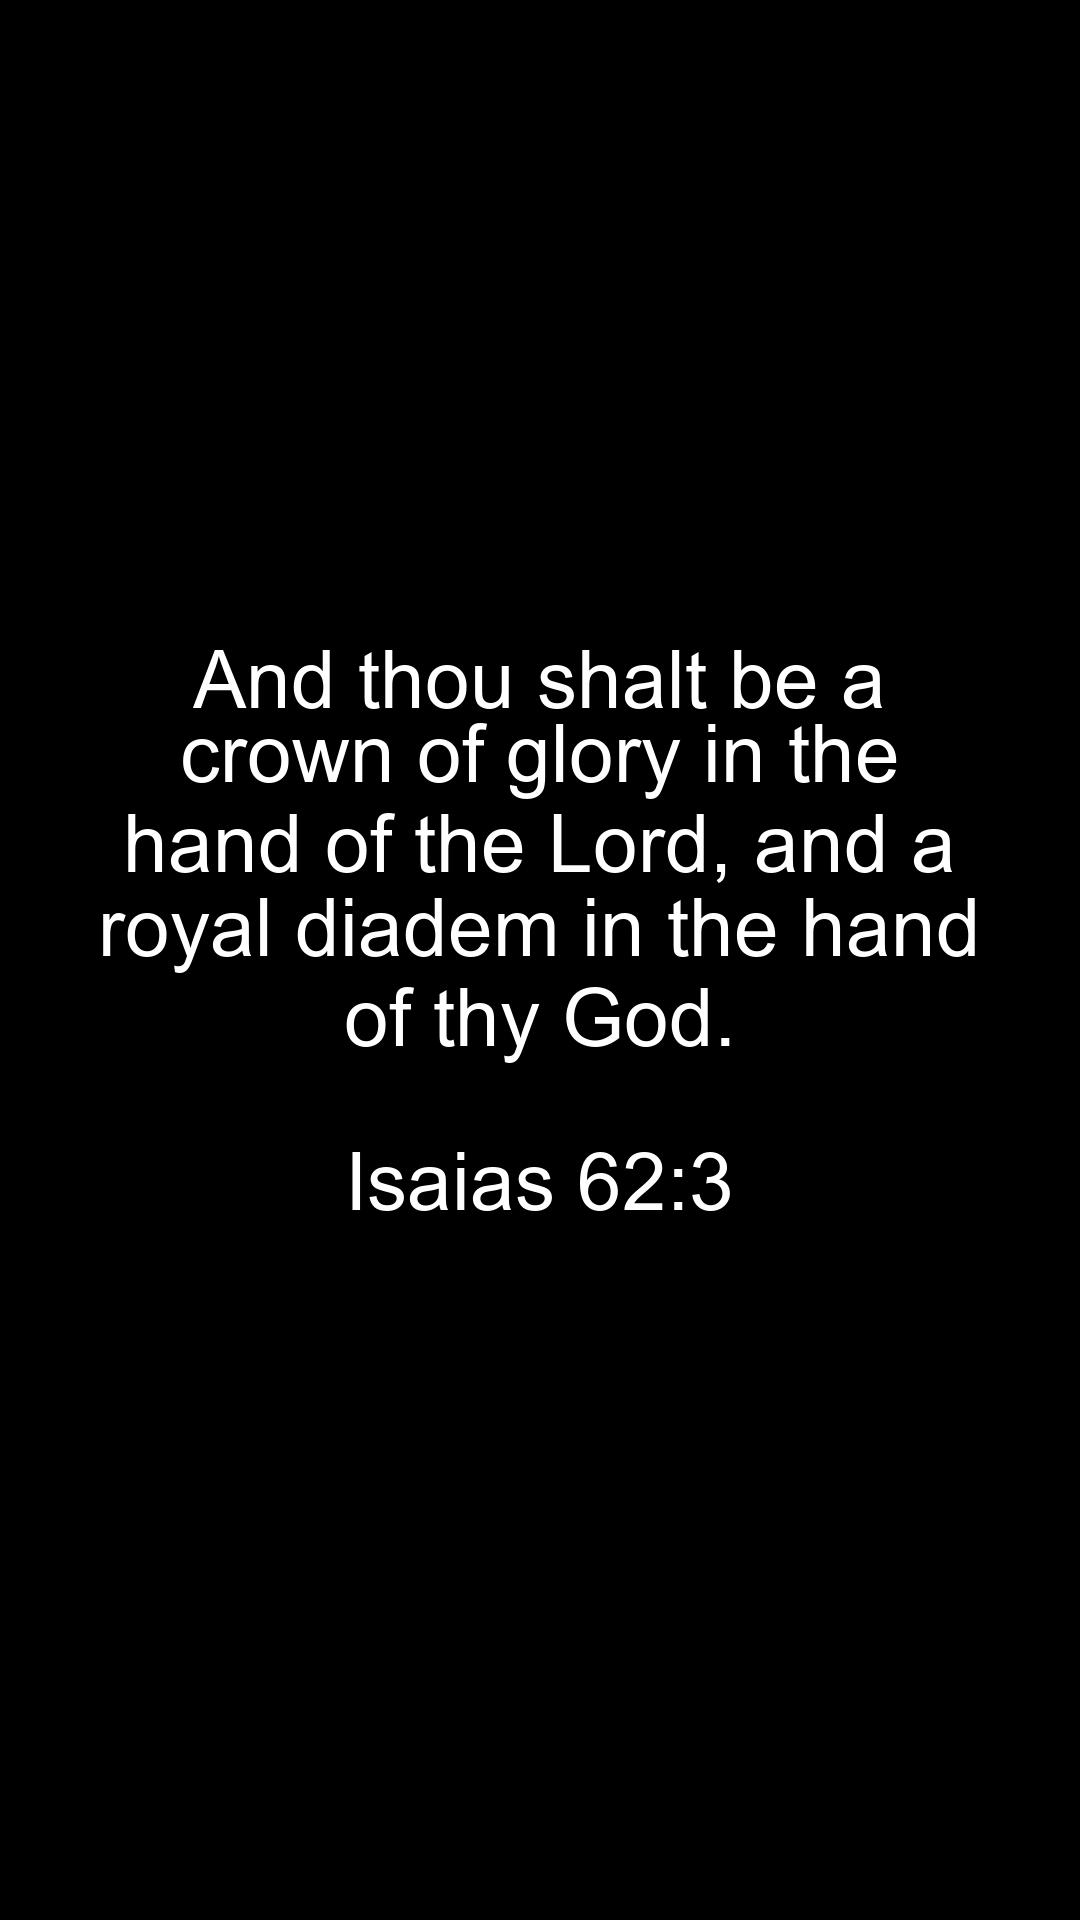 And thou shalt be a
crown of glory in the
hand of the Lord, and a
royal diadem in the hand
of thy God.
Isaias 62:3